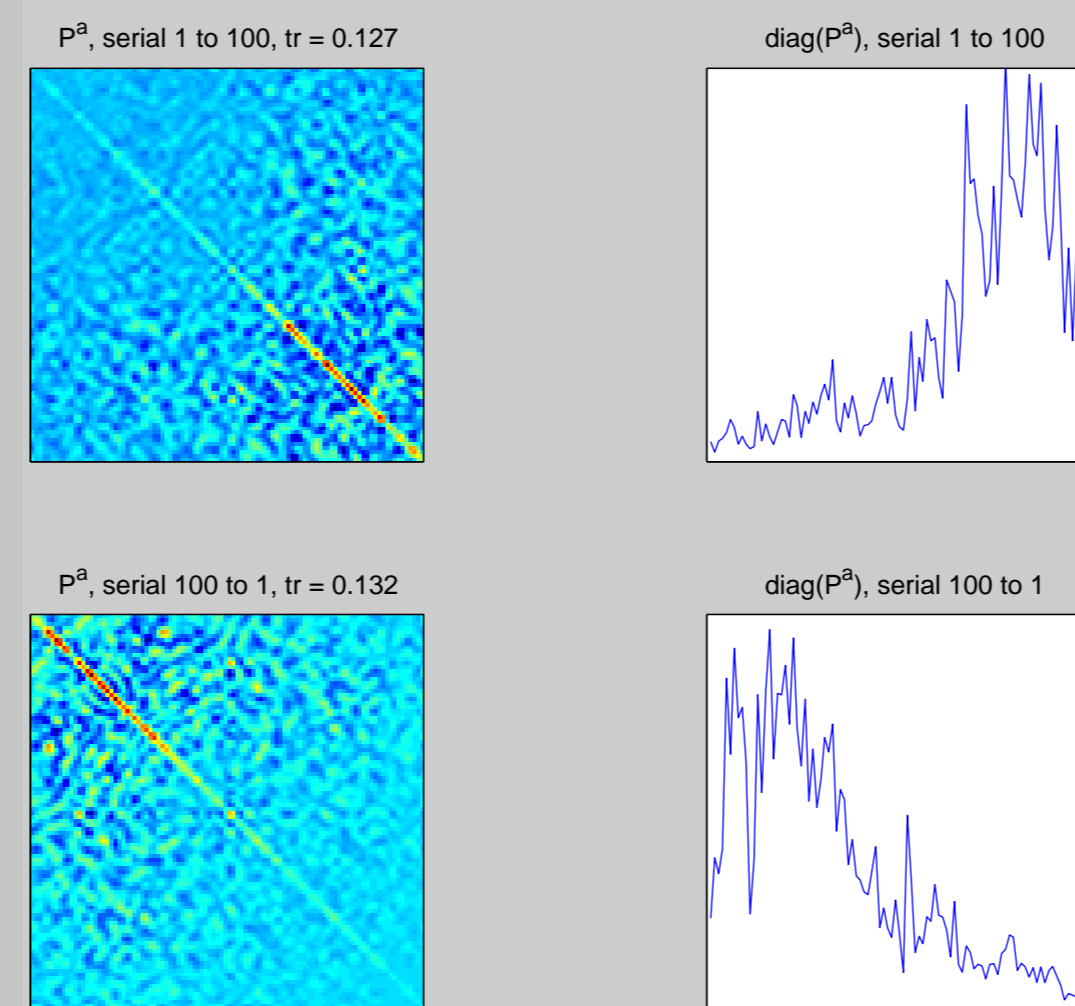 P^a, serial 1 to 100, tr = 0.127
diag(P^a), serial 1 to 100
P^a, serial 100 to 1, tr = 0.132
diag(P^a), serial 100 to 1